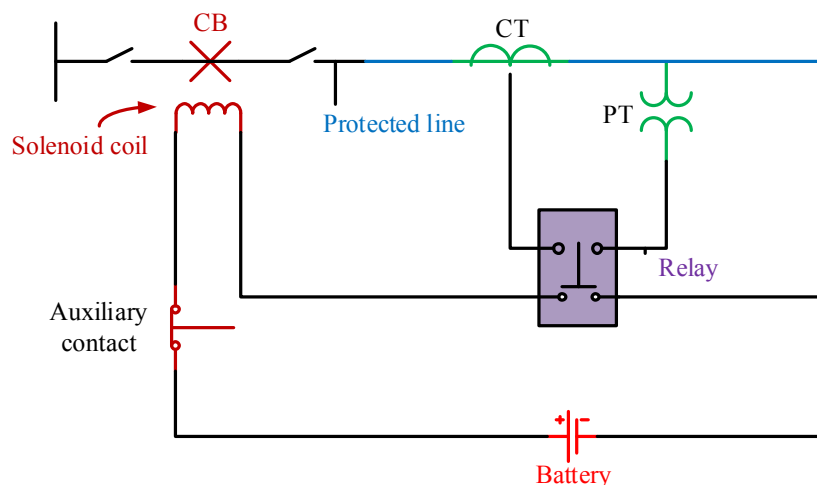 CB
CT
Solenoid coil
Protected line
PT
Relay
Auxiliary
contact
+ -
Battery